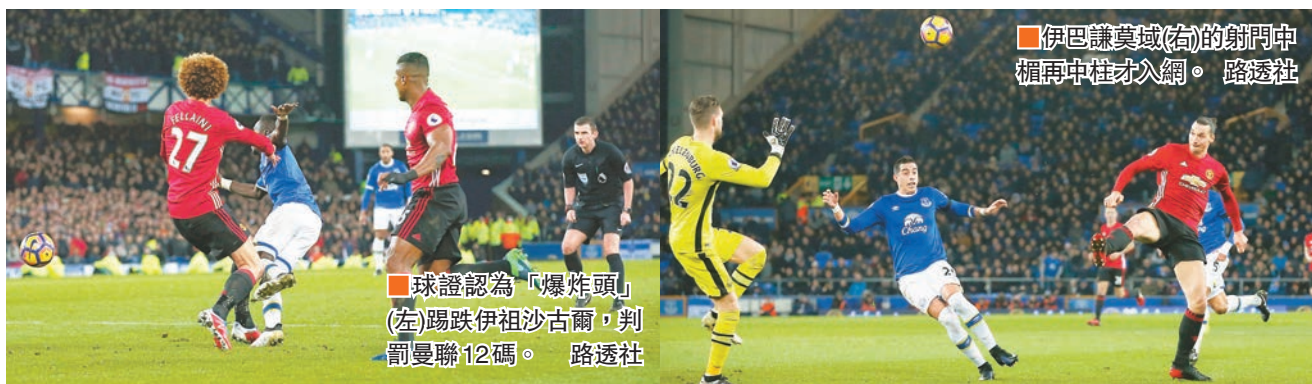 FELLAINI
27
■球證認為「爆炸頭」
(左)踢跌伊祖沙古爾，判
罰曼聯12碼。 路透社
■伊巴謙莫域(右)的射門中
楣再中柱才入網。 路透社
22
Chang
CHEVROLET